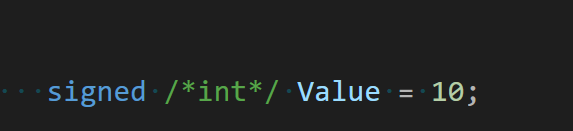 signed /*int*/ Value = 10;